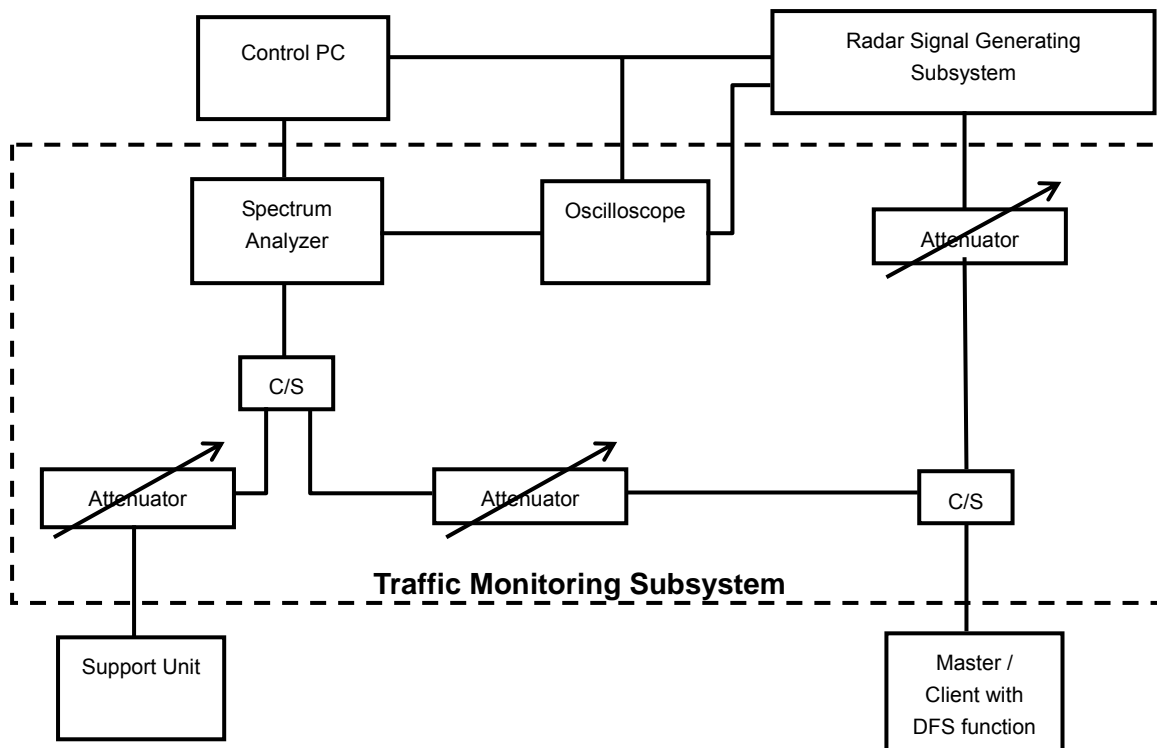 Control PC
Radar Signal Generating
Subsystem
Spectrum
Analyzer
Oscilloscope
Attenuator
C/S
Attenuator
Attenuator
C/S
Traffic Monitoring Subsystem
Support Unit
Master /
Client with
DFS function